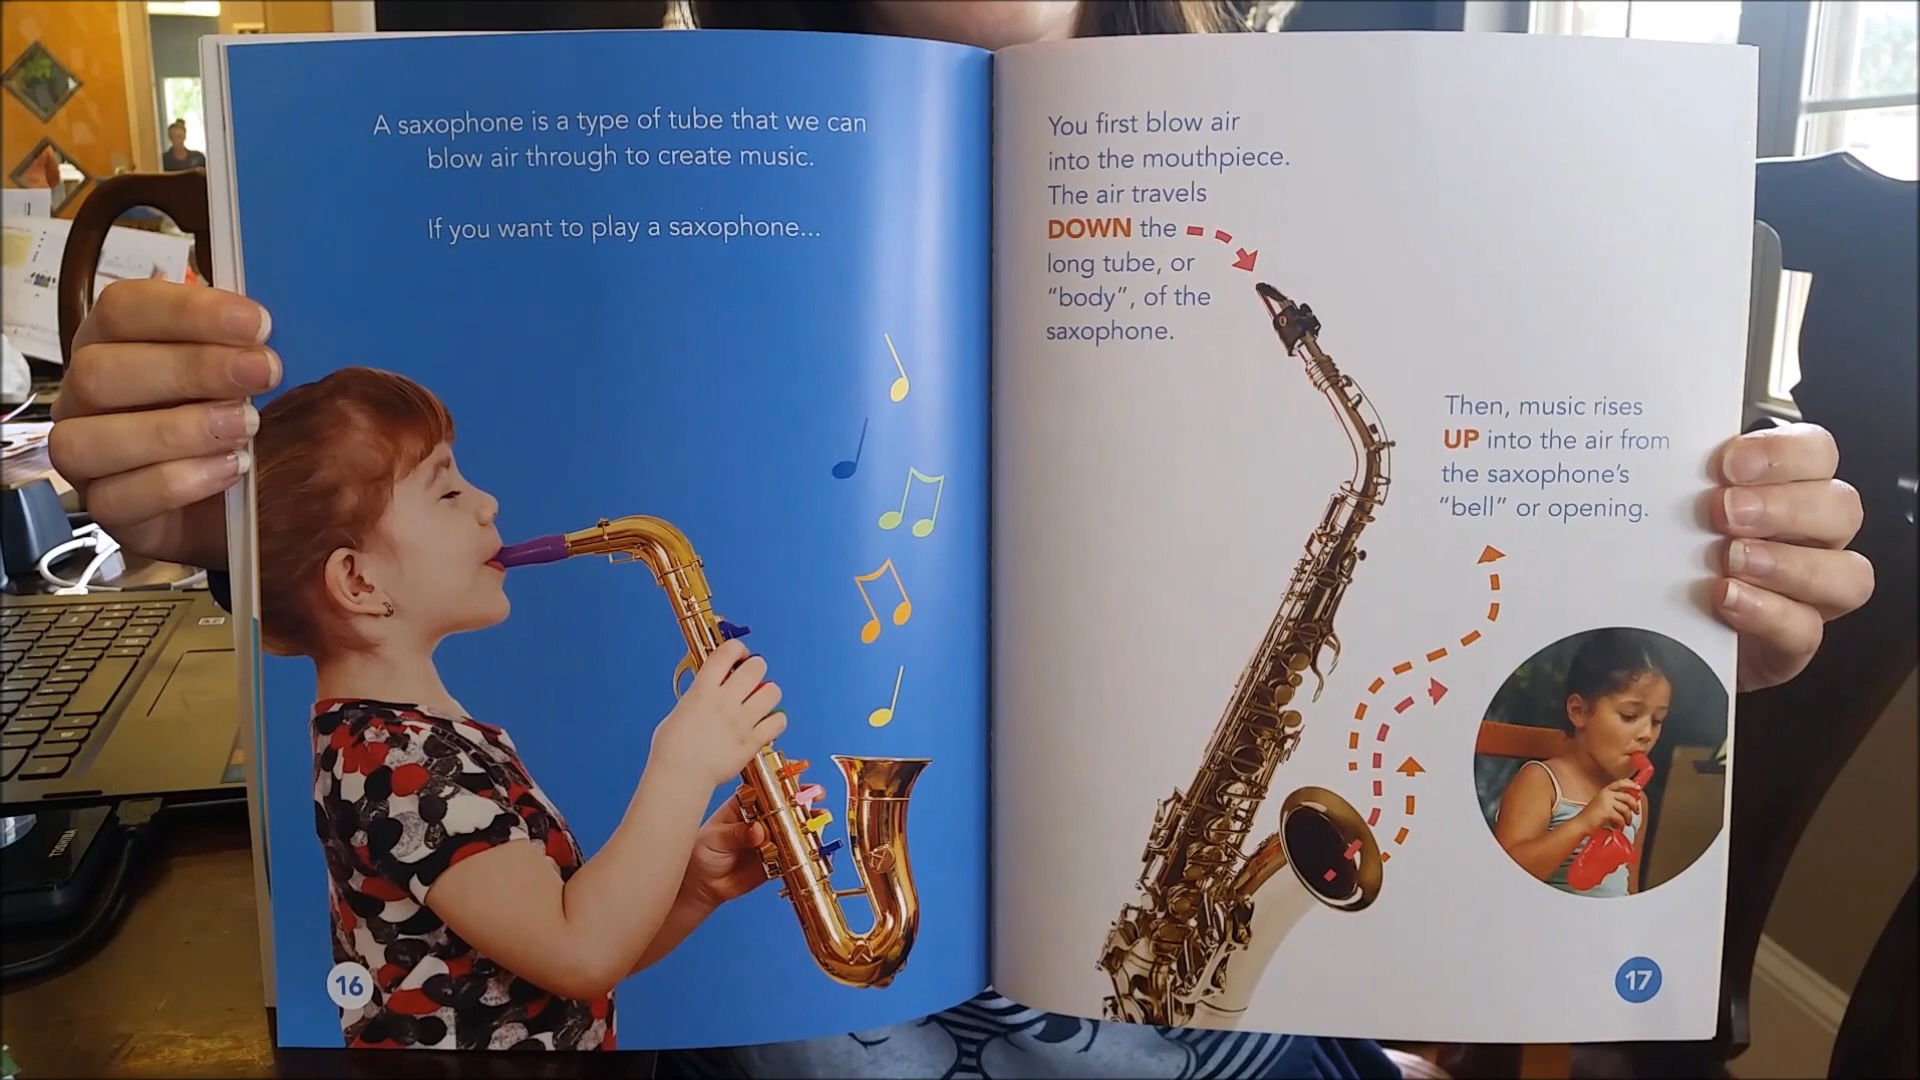 A saxophone is a type of tube that we can
blow air through to create music.
If you want to play a saxophone...
16
You first blow air
into the mouthpiece.
The air travels
DOWN the
long tube, or
“body”, of the
saxophone.
Then, music rises
UP into the air from
the saxophone’s
“bell” or opening.
17
TOSHIBA